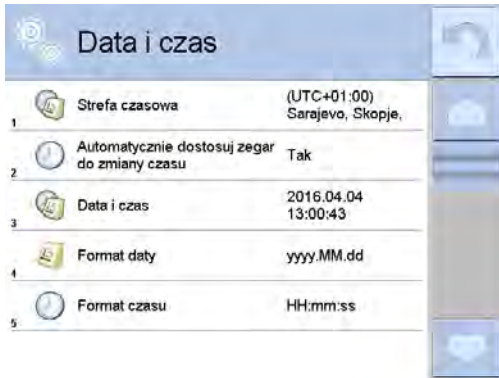 Data i czas
1 Strefa czasowa (UTC+01:00)
Sarajevo, Skopje,
2 Automatycznie dostosuj zegar
do zmiany czasu Tak
3 Data i czas 2016.04.04
13:00:43
4 Format daty yyyy.MM.dd
5 Format czasu HH:mm:ss